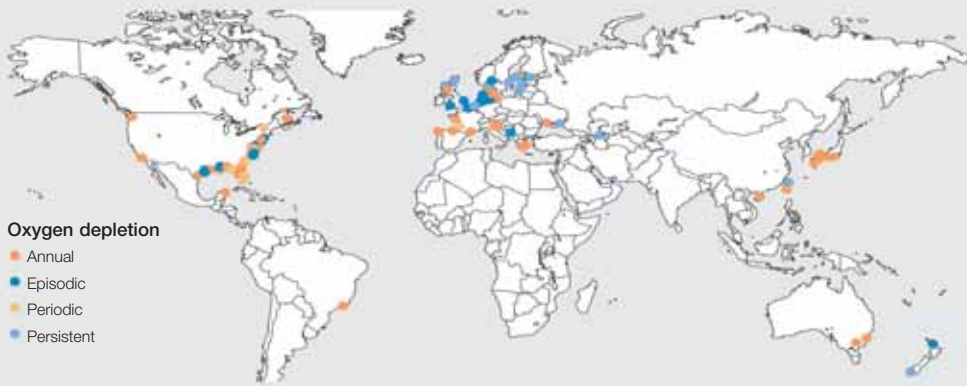 Oxygen depletion
Annual
Episodic
Periodic
Persistent